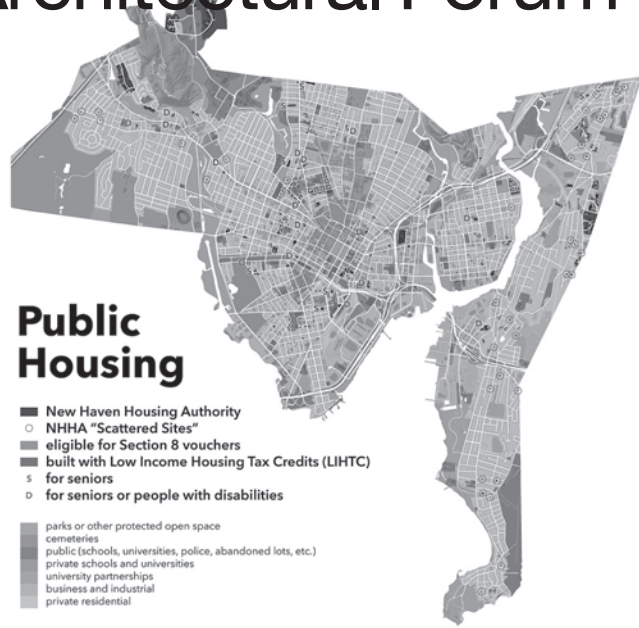 Architectural Forum
Public
Housing
New Haven Housing Authority
NHHA "Scattered Sites"
eligible for Section 8 vouchers
built with Low Income Housing Tax Credits (LIHTC)
S for seniors
D for seniors or people with disabilities
parks or other protected open space
cemeteries
public (schools, universities, police, abandoned lots, etc.)
private schools and universities
university partnerships
business and industrial
private residential